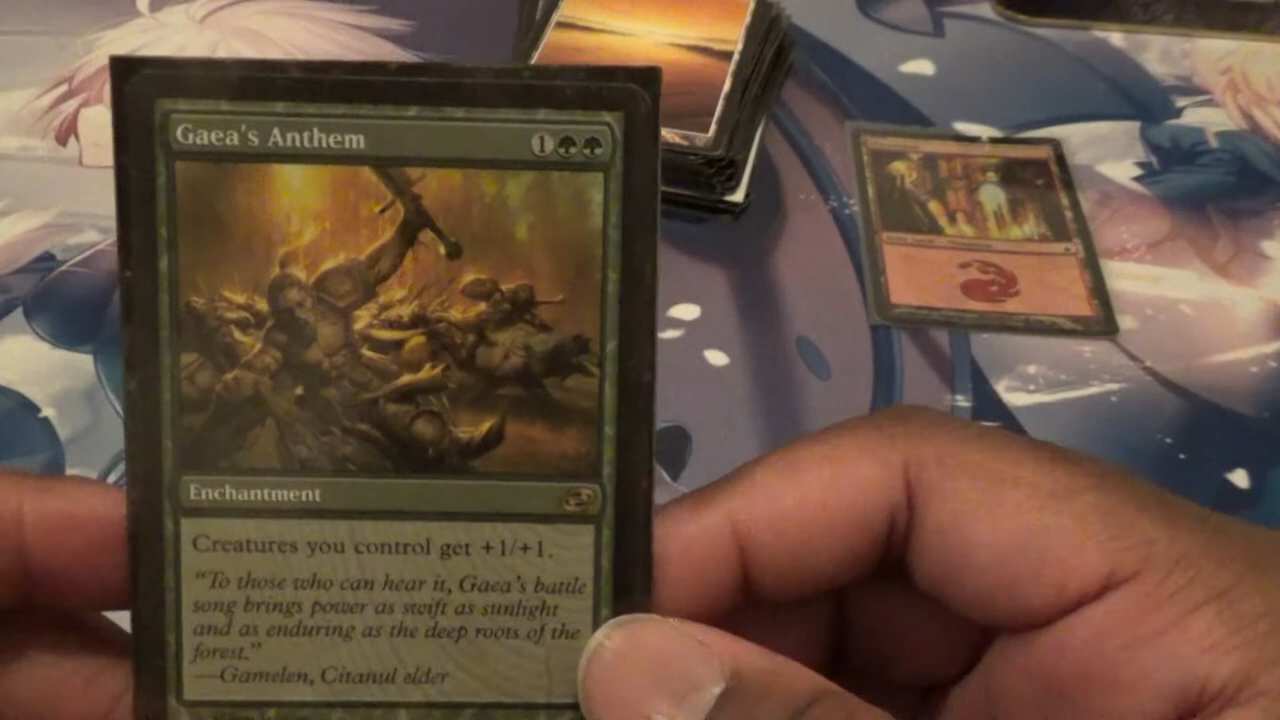 Gaea's Anthem
1
Enchantment
Creatures you control get +1/+1.
"To those who can hear it, Gaea's battle
song brings power as swift as sunlight
and as enduring as the deep roots of the
forest."
—Gamelen, Citanul elder